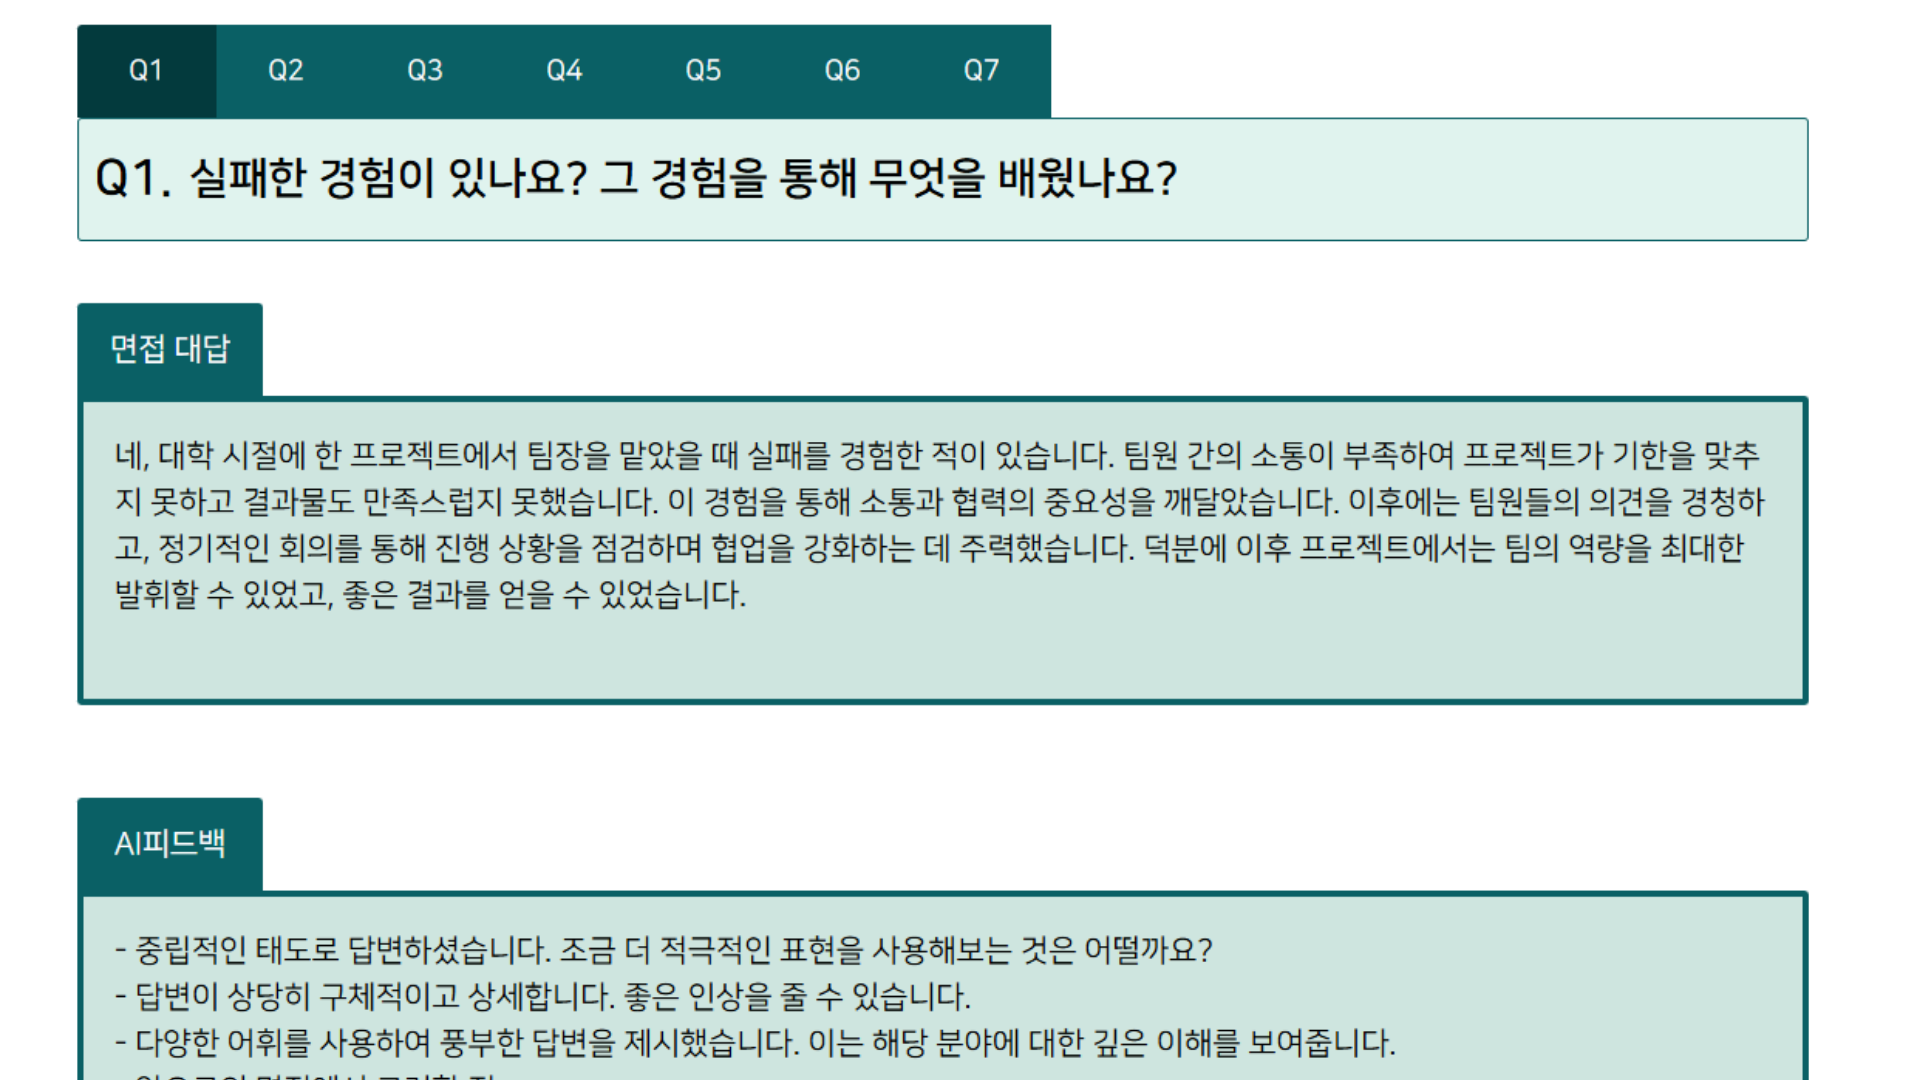 Q1 Q2 Q3 Q4 Q5 Q6 Q7
Q1. 실패한 경험이 있나요? 그 경험을 통해 무엇을 배웠나요?
면접 대답
네, 대학 시절에 한 프로젝트에서 팀장을 맡았을 때 실패를 경험한 적이 있습니다. 팀원 간의 소통이 부족하여 프로젝트가 기한을 맞추
지 못하고 결과물도 만족스럽지 못했습니다. 이 경험을 통해 소통과 협력의 중요성을 깨달았습니다. 이후에는 팀원들의 의견을 경청하
고, 정기적인 회의를 통해 진행 상황을 점검하며 협업을 강화하는 데 주력했습니다. 덕분에 이후 프로젝트에서는 팀의 역량을 최대한
발휘할 수 있었고, 좋은 결과를 얻을 수 있었습니다.
AI피드백
- 중립적인 태도로 답변하셨습니다. 조금 더 적극적인 표현을 사용해보는 것은 어떨까요?
- 답변이 상당히 구체적이고 상세합니다. 좋은 인상을 줄 수 있습니다.
- 다양한 어휘를 사용하여 풍부한 답변을 제시했습니다. 이는 해당 분야에 대한 깊은 이해를 보여줍니다.